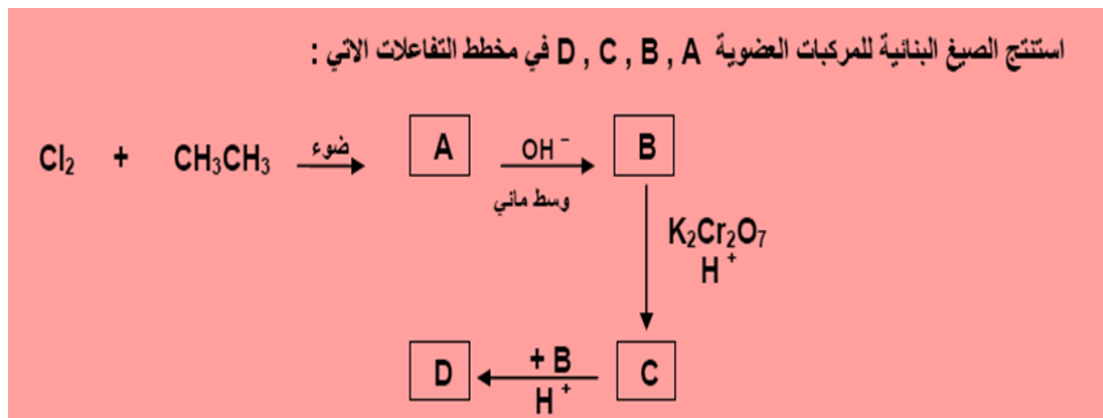 استنتج الصيغ البنائية للمركبات العضوية D , C , B , A في مخطط التفاعلات الاتي :
Cl₂ + CH₃CH₃ ضوء A OH⁻ B
وسط مائي
K₂Cr₂O₇
H⁺
D + B C
H⁺